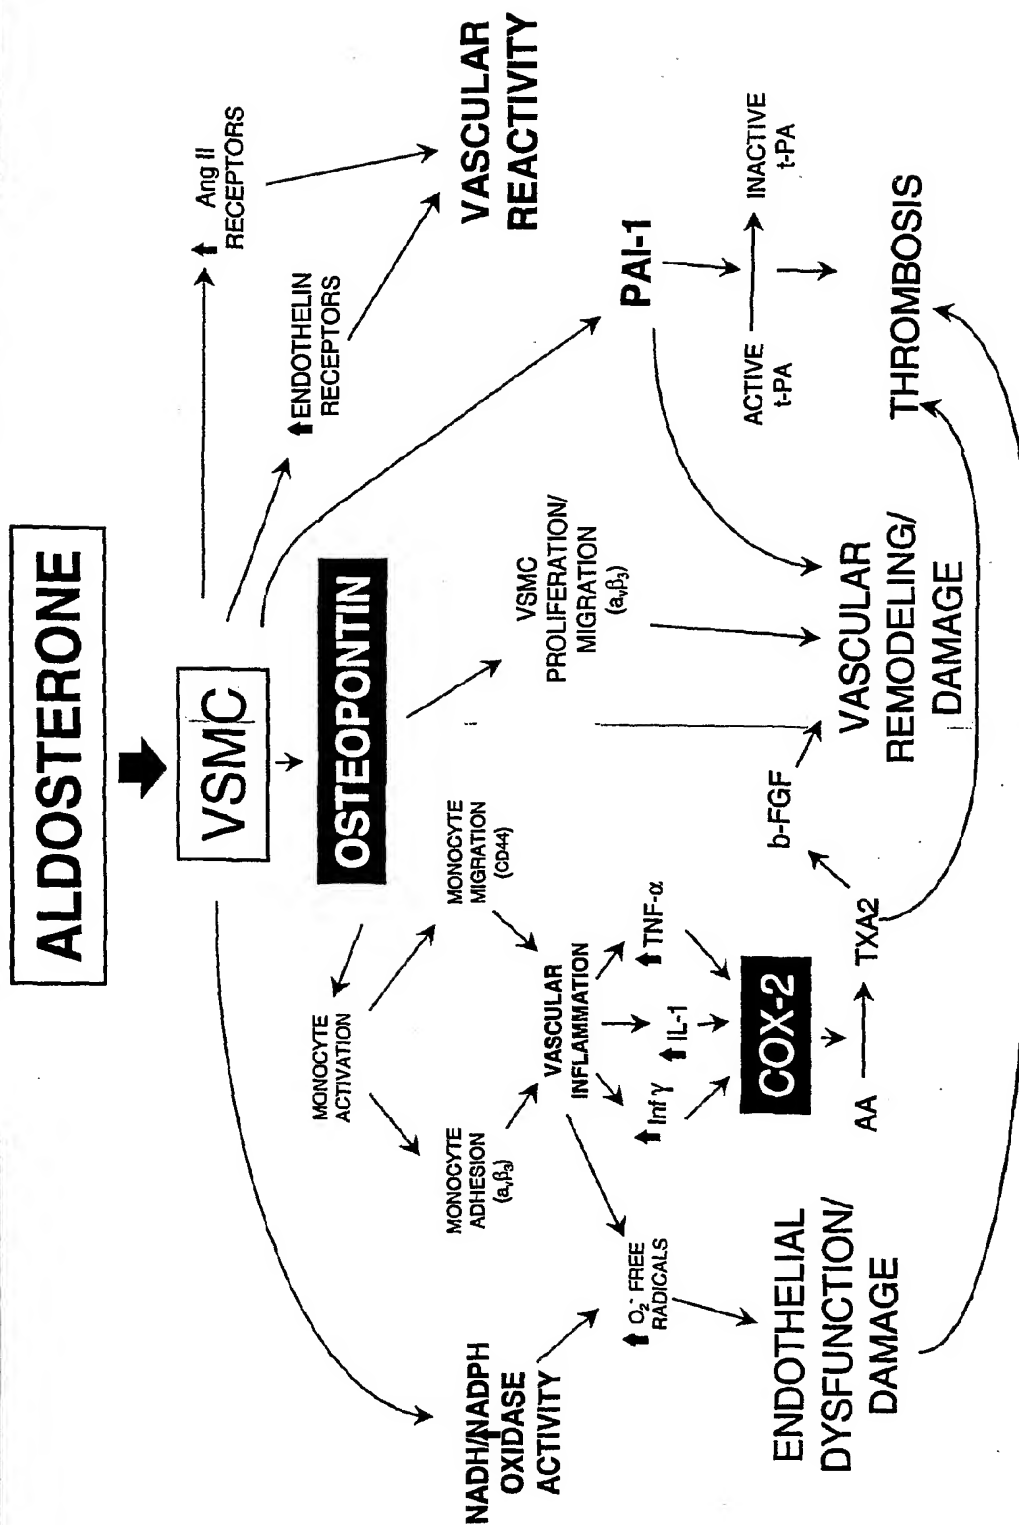 ALDOSTERONE
VSMC
↑ Ang II
RECEPTORS
↑ENDOTHELIN
RECEPTORS
VASCULAR
REACTIVITY
OSTEOPONTIN
MONOCYTE
ACTIVATION
MONOCYTE
ADHESION
(aᵥβ₃)
MONOCYTE
MIGRATION
(CD44)
VSMC
PROLIFERATION/
MIGRATION
(aᵥβ₃)
NADH/NADPH
OXIDASE
ACTIVITY
VASCULAR
INFLAMMATION
PAI-1
↑ O₂⁻ FREE
RADICALS
↑Inf γ
↑IL-1
↑TNF-α
ACTIVE
t-PA
INACTIVE
t-PA
COX-2
b-FGF
AA
TXA2
ENDOTHELIAL
DYSFUNCTION/
DAMAGE
VASCULAR
REMODELING/
DAMAGE
THROMBOSIS